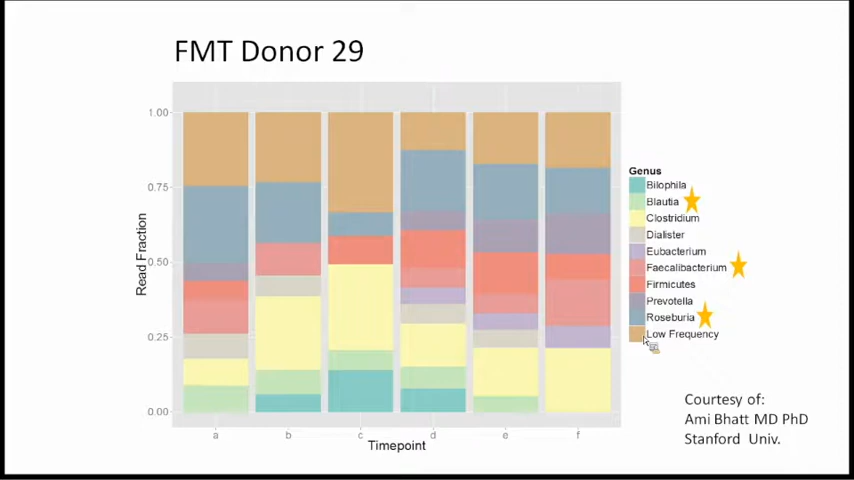 FMT Donor 29
1.00
0.75
0.50
0.25
0.00
Read Fraction
a b c d e f
Timepoint
Genus
Bilophila
Blautia
Clostridium
Dialister
Eubacterium
Faecalibacterium
Firmicutes
Prevotella
Roseburia
Low Frequency
Courtesy of:
Ami Bhatt MD PhD
Stanford Univ.